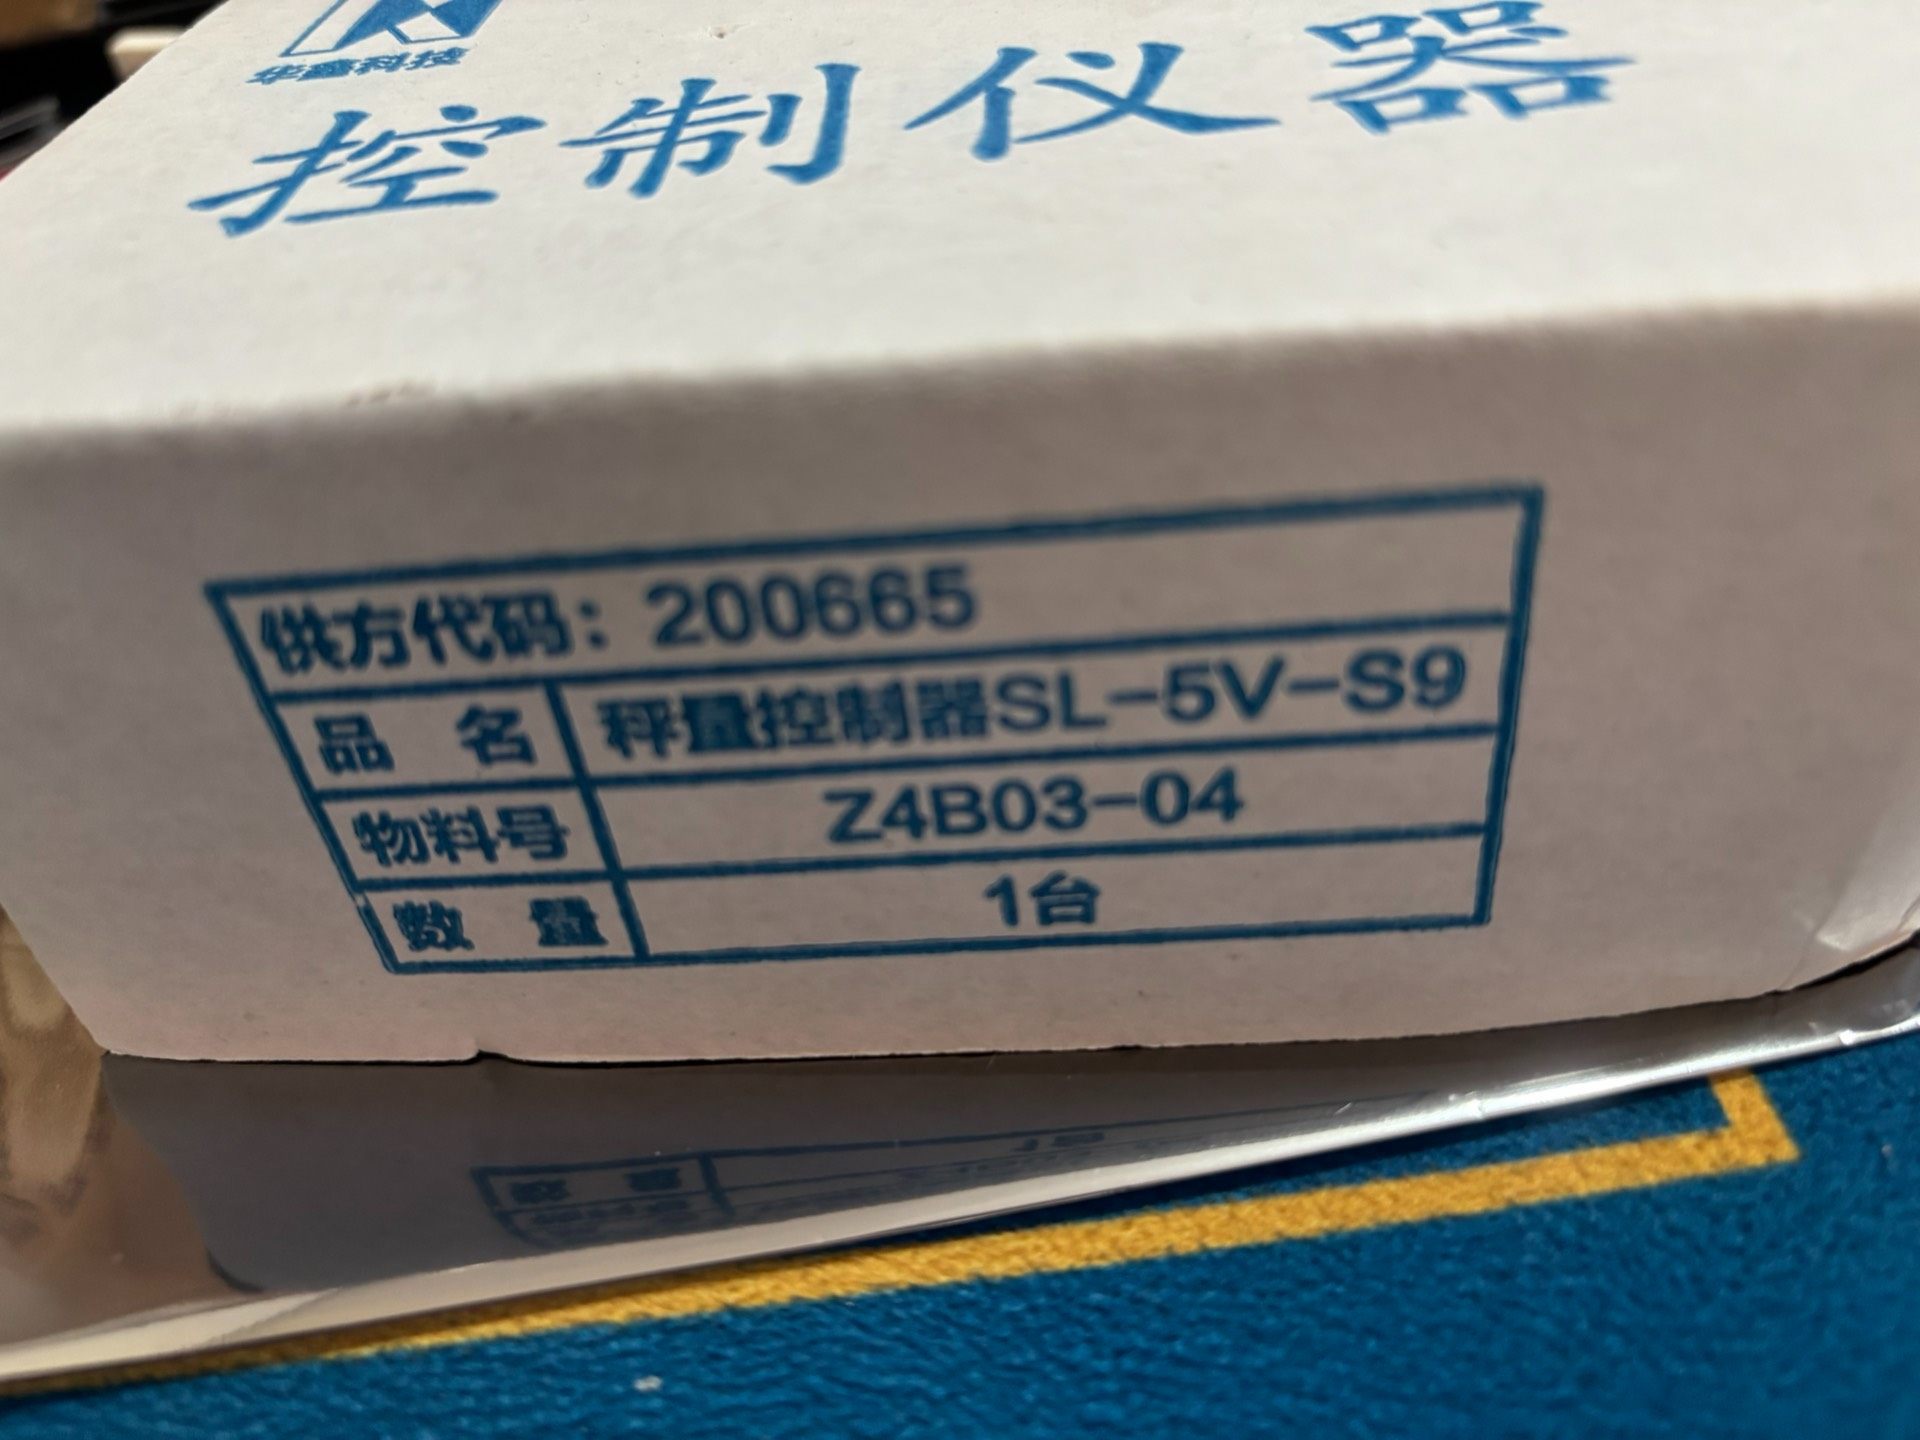 华鑫科技
控制仪器
供方代码：200665
品 名 秤量控制器SL-5V-S9
物料号 Z4B03-04
数 量 1台